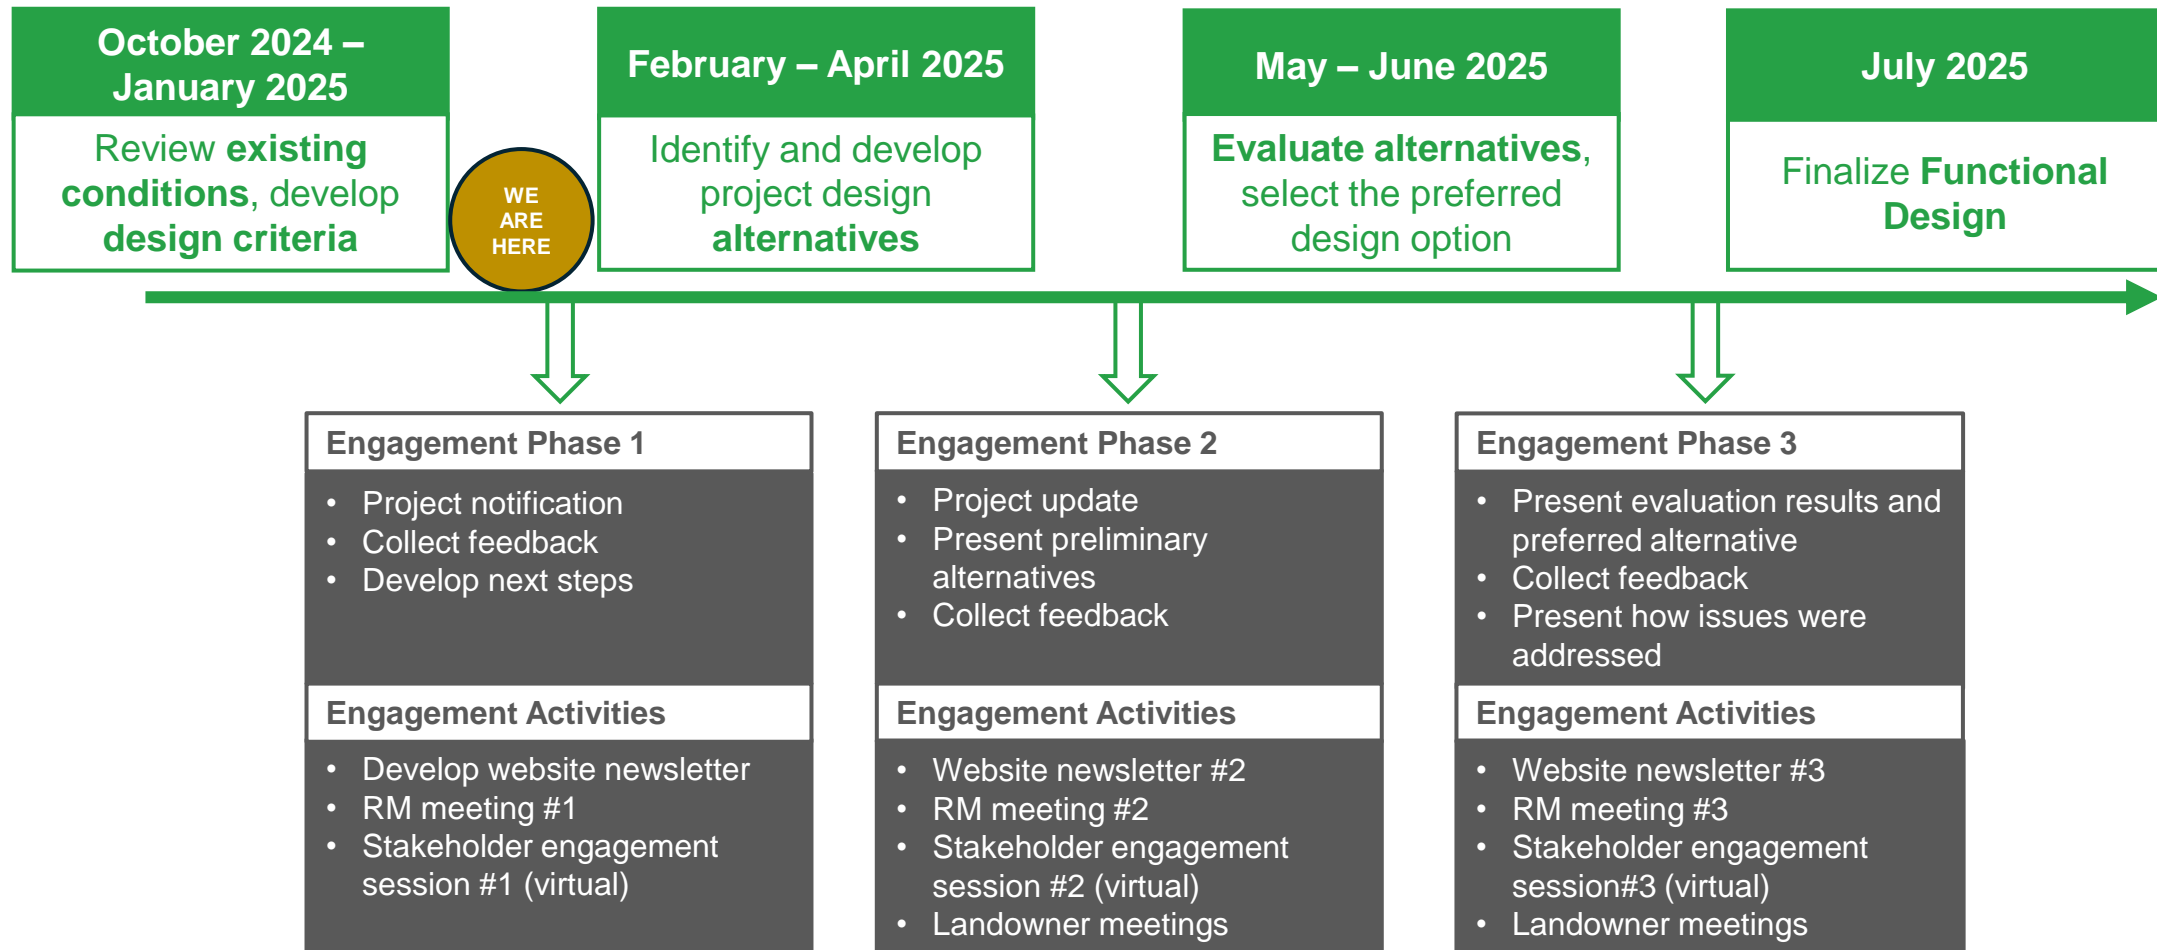 October 2024 –
January 2025
Review existing
conditions, develop
design criteria
WE
ARE
HERE
February – April 2025
Identify and develop
project design
alternatives
May – June 2025
Evaluate alternatives,
select the preferred
design option
July 2025
Finalize Functional
Design
Engagement Phase 1
• Project notification
• Collect feedback
• Develop next steps
Engagement Activities
• Develop website newsletter
• RM meeting #1
• Stakeholder engagement
session #1 (virtual)
Engagement Phase 2
• Project update
• Present preliminary
alternatives
• Collect feedback
Engagement Activities
• Website newsletter #2
• RM meeting #2
• Stakeholder engagement
session #2 (virtual)
• Landowner meetings
Engagement Phase 3
• Present evaluation results and
preferred alternative
• Collect feedback
• Present how issues were
addressed
Engagement Activities
• Website newsletter #3
• RM meeting #3
• Stakeholder engagement
session#3 (virtual)
• Landowner meetings